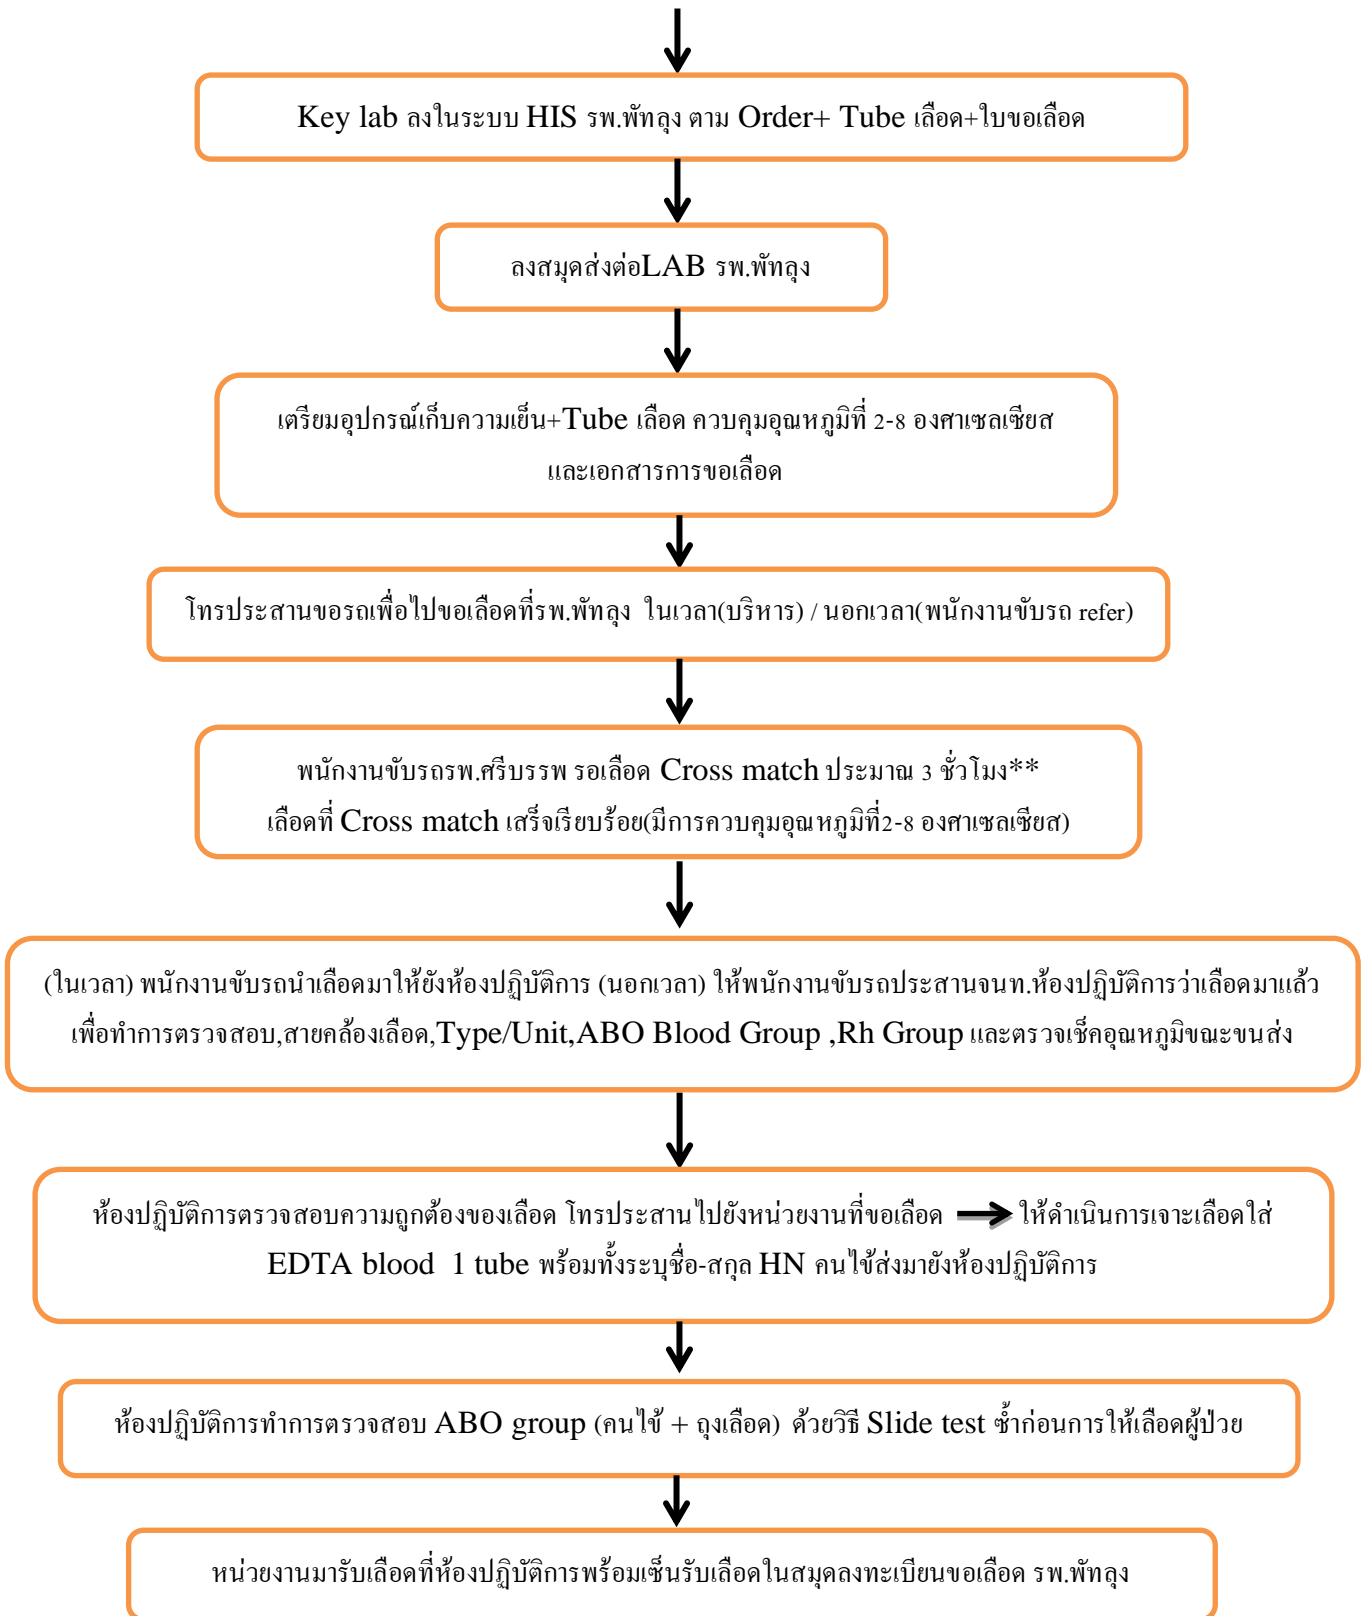 Key lab ลงในระบบ HIS รพ.พัทลุง ตาม Order+ Tube เลือด+ใบขอเลือด
ลงสมุดส่งต่อLAB รพ.พัทลุง
เตรียมอุปกรณ์เก็บความเย็น+Tube เลือด ควบคุมอุณหภูมิที่ 2-8 องศาเซลเซียส
และเอกสารการขอเลือด
โทรประสานขอรถเพื่อไปขอเลือดที่รพ.พัทลุง ในเวลา(บริหาร) / นอกเวลา(พนักงานขับรถ refer)
พนักงานขับรถรพ.ศรีบรรพ รอเลือด Cross match ประมาณ 3 ชั่วโมง**
เลือดที่ Cross match เสร็จเรียบร้อย(มีการควบคุมอุณหภูมิที่2-8 องศาเซลเซียส)
(ในเวลา) พนักงานขับรถนำเลือดมาให้ยังห้องปฏิบัติการ (นอกเวลา) ให้พนักงานขับรถประสานจนท.ห้องปฏิบัติการว่าเลือดมาแล้ว
เพื่อทำการตรวจสอบ,สายคล้องเลือด,Type/Unit,ABO Blood Group ,Rh Group และตรวจเช็คอุณหภูมิขณะขนส่ง
ห้องปฏิบัติการตรวจสอบความถูกต้องของเลือด โทรประสานไปยังหน่วยงานที่ขอเลือด ให้ดำเนินการเจาะเลือดใส่
EDTA blood 1 tube พร้อมทั้งระบุชื่อ-สกุล HN คนไข้ส่งมายังห้องปฏิบัติการ
ห้องปฏิบัติการทำการตรวจสอบ ABO group (คนไข้ + ถุงเลือด) ด้วยวิธี Slide test ซ้ำก่อนการให้เลือดผู้ป่วย
หน่วยงานมารับเลือดที่ห้องปฏิบัติการพร้อมเซ็นรับเลือดในสมุดลงทะเบียนขอเลือด รพ.พัทลุง